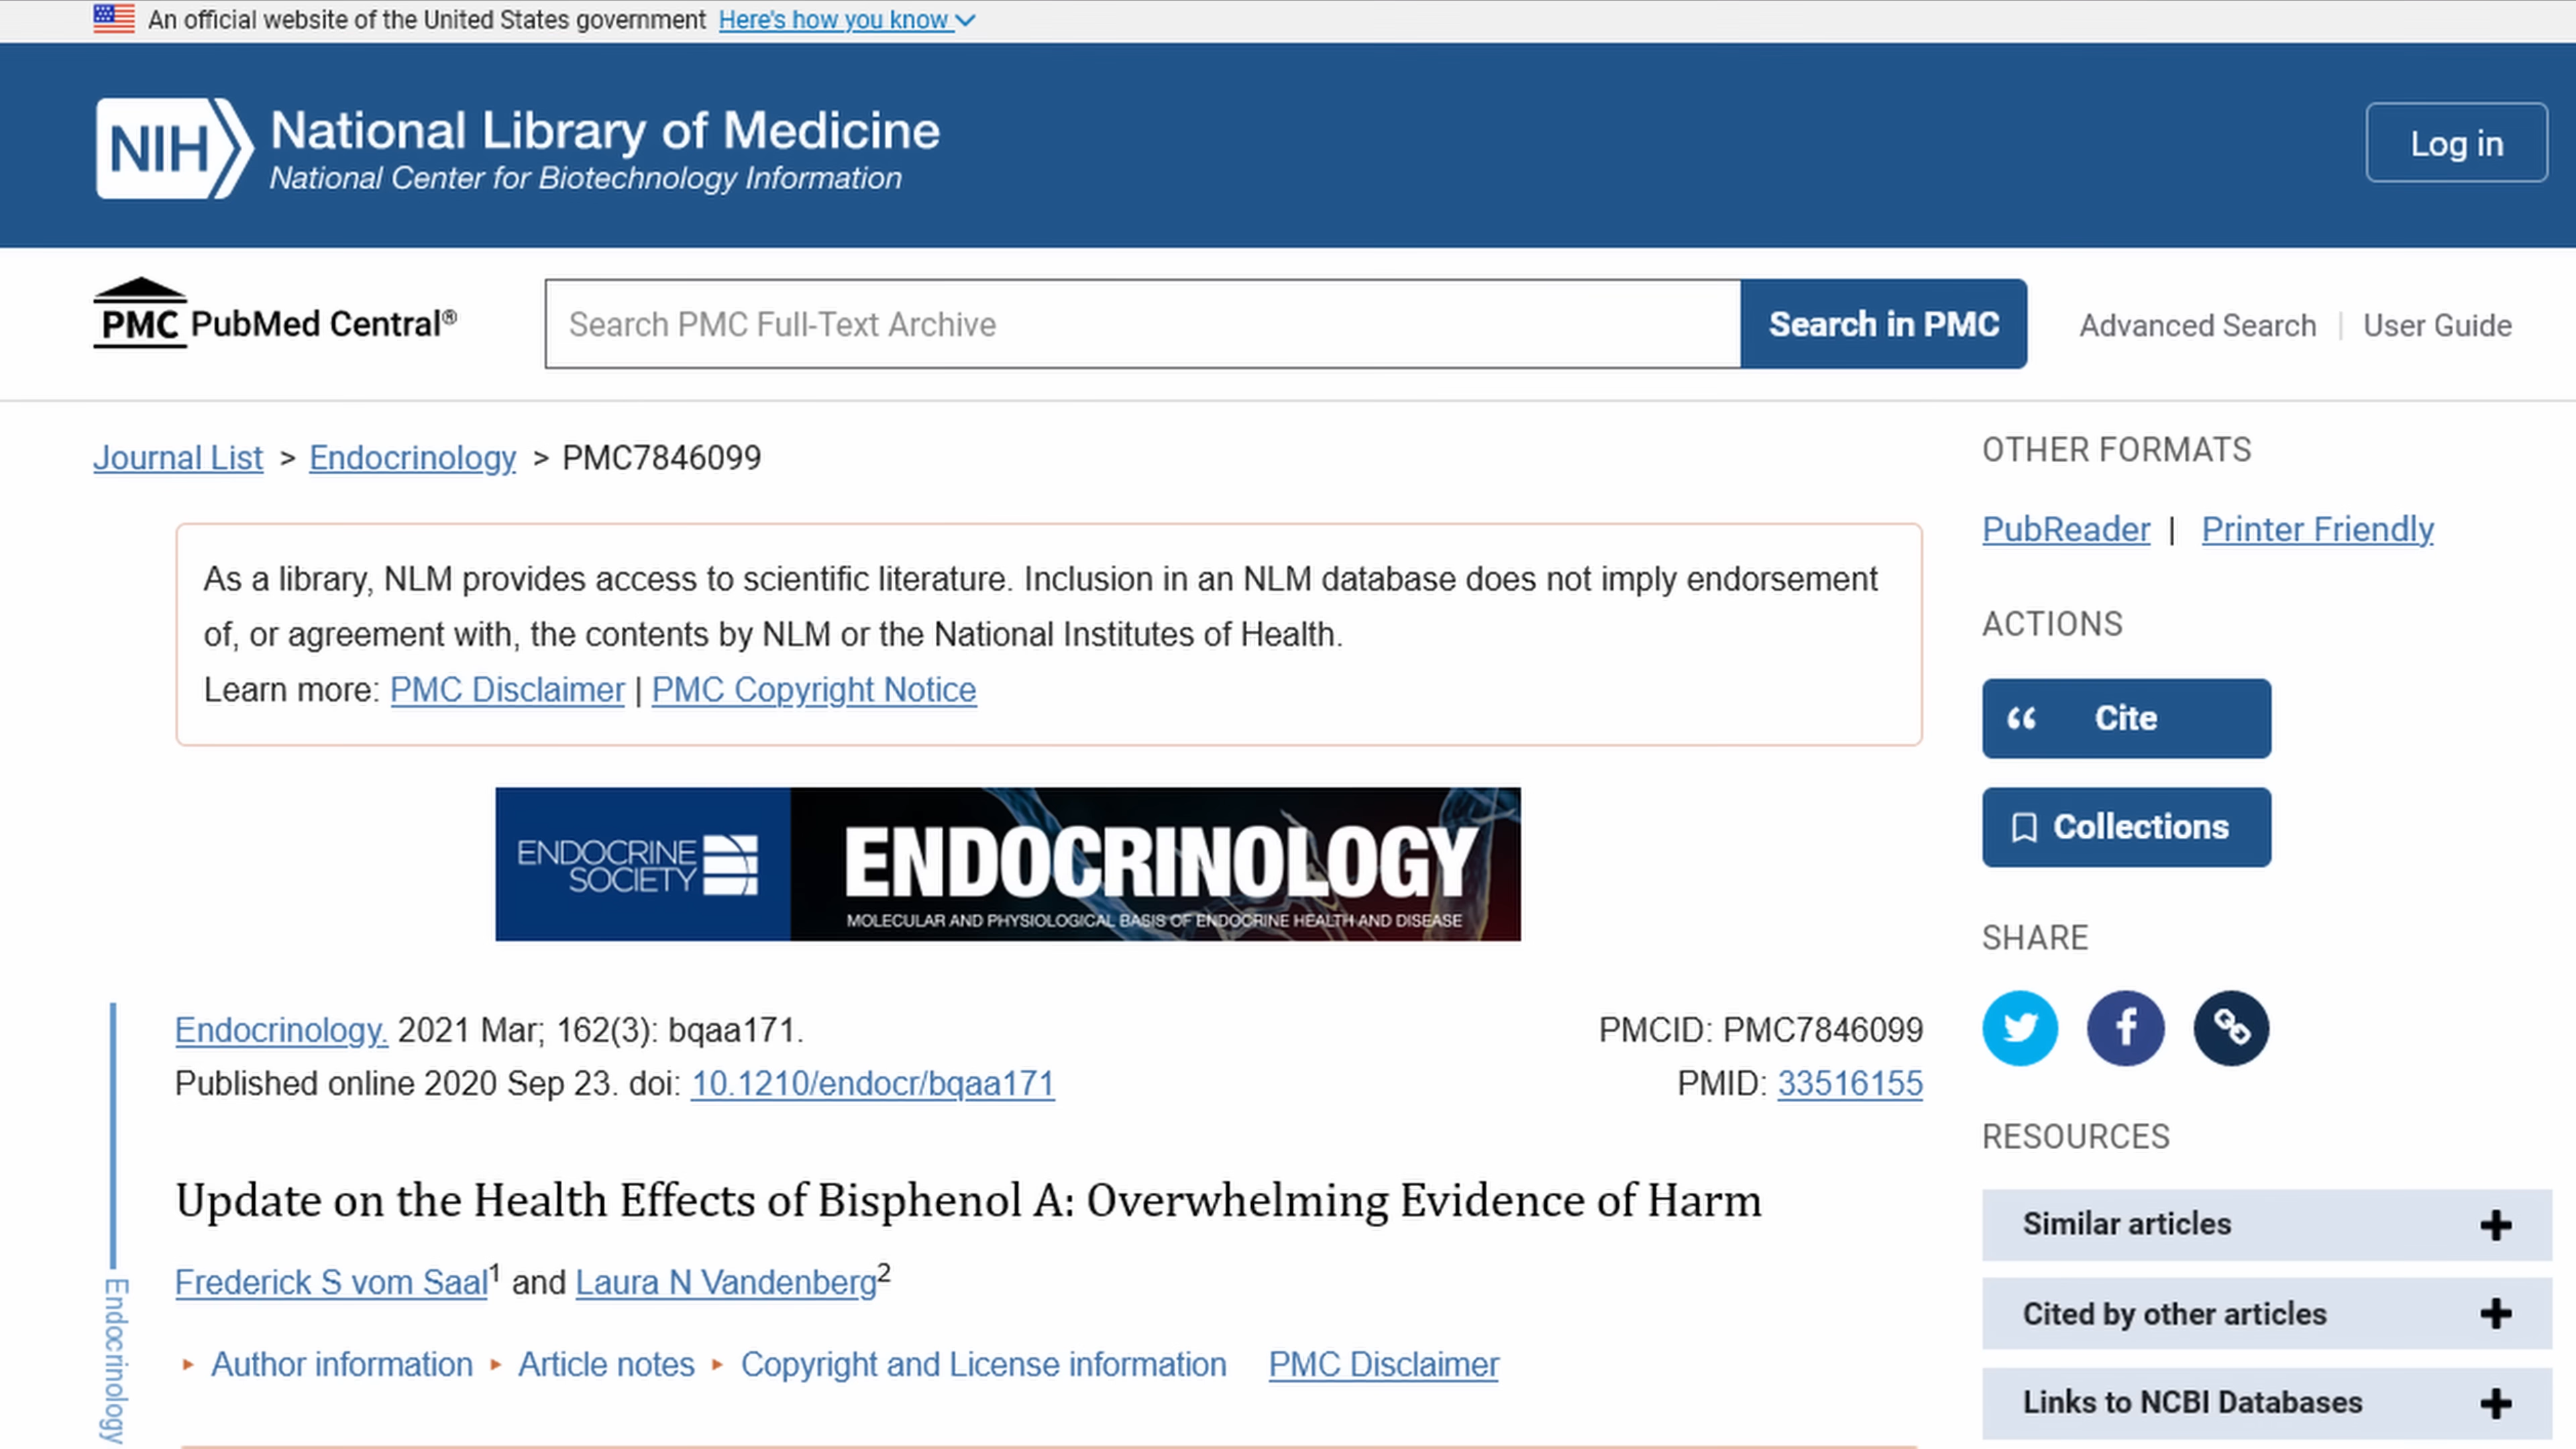 An official website of the United States government Here's how you know
NIH National Library of Medicine
National Center for Biotechnology Information
Log in
PMC PubMed Central®
Search PMC Full-Text Archive
Search in PMC
Advanced Search | User Guide
Journal List > Endocrinology > PMC7846099
As a library, NLM provides access to scientific literature. Inclusion in an NLM database does not imply endorsement
of, or agreement with, the contents by NLM or the National Institutes of Health.
Learn more: PMC Disclaimer | PMC Copyright Notice
ENDOCRINE
SOCIETY
ENDOCRINOLOGY
MOLECULAR AND PHYSIOLOGICAL BASIS OF ENDOCRINE HEALTH AND DISEASE
Endocrinology. 2021 Mar; 162(3): bqaa171.
Published online 2020 Sep 23. doi: 10.1210/endocr/bqaa171
PMCID: PMC7846099
PMID: 33516155
Update on the Health Effects of Bisphenol A: Overwhelming Evidence of Harm
Frederick S vom Saal1 and Laura N Vandenberg2
Author information Article notes Copyright and License information PMC Disclaimer
Endocrinology
OTHER FORMATS
PubReader | Printer Friendly
ACTIONS
Cite
Collections
SHARE
RESOURCES
Similar articles
Cited by other articles
Links to NCBI Databases